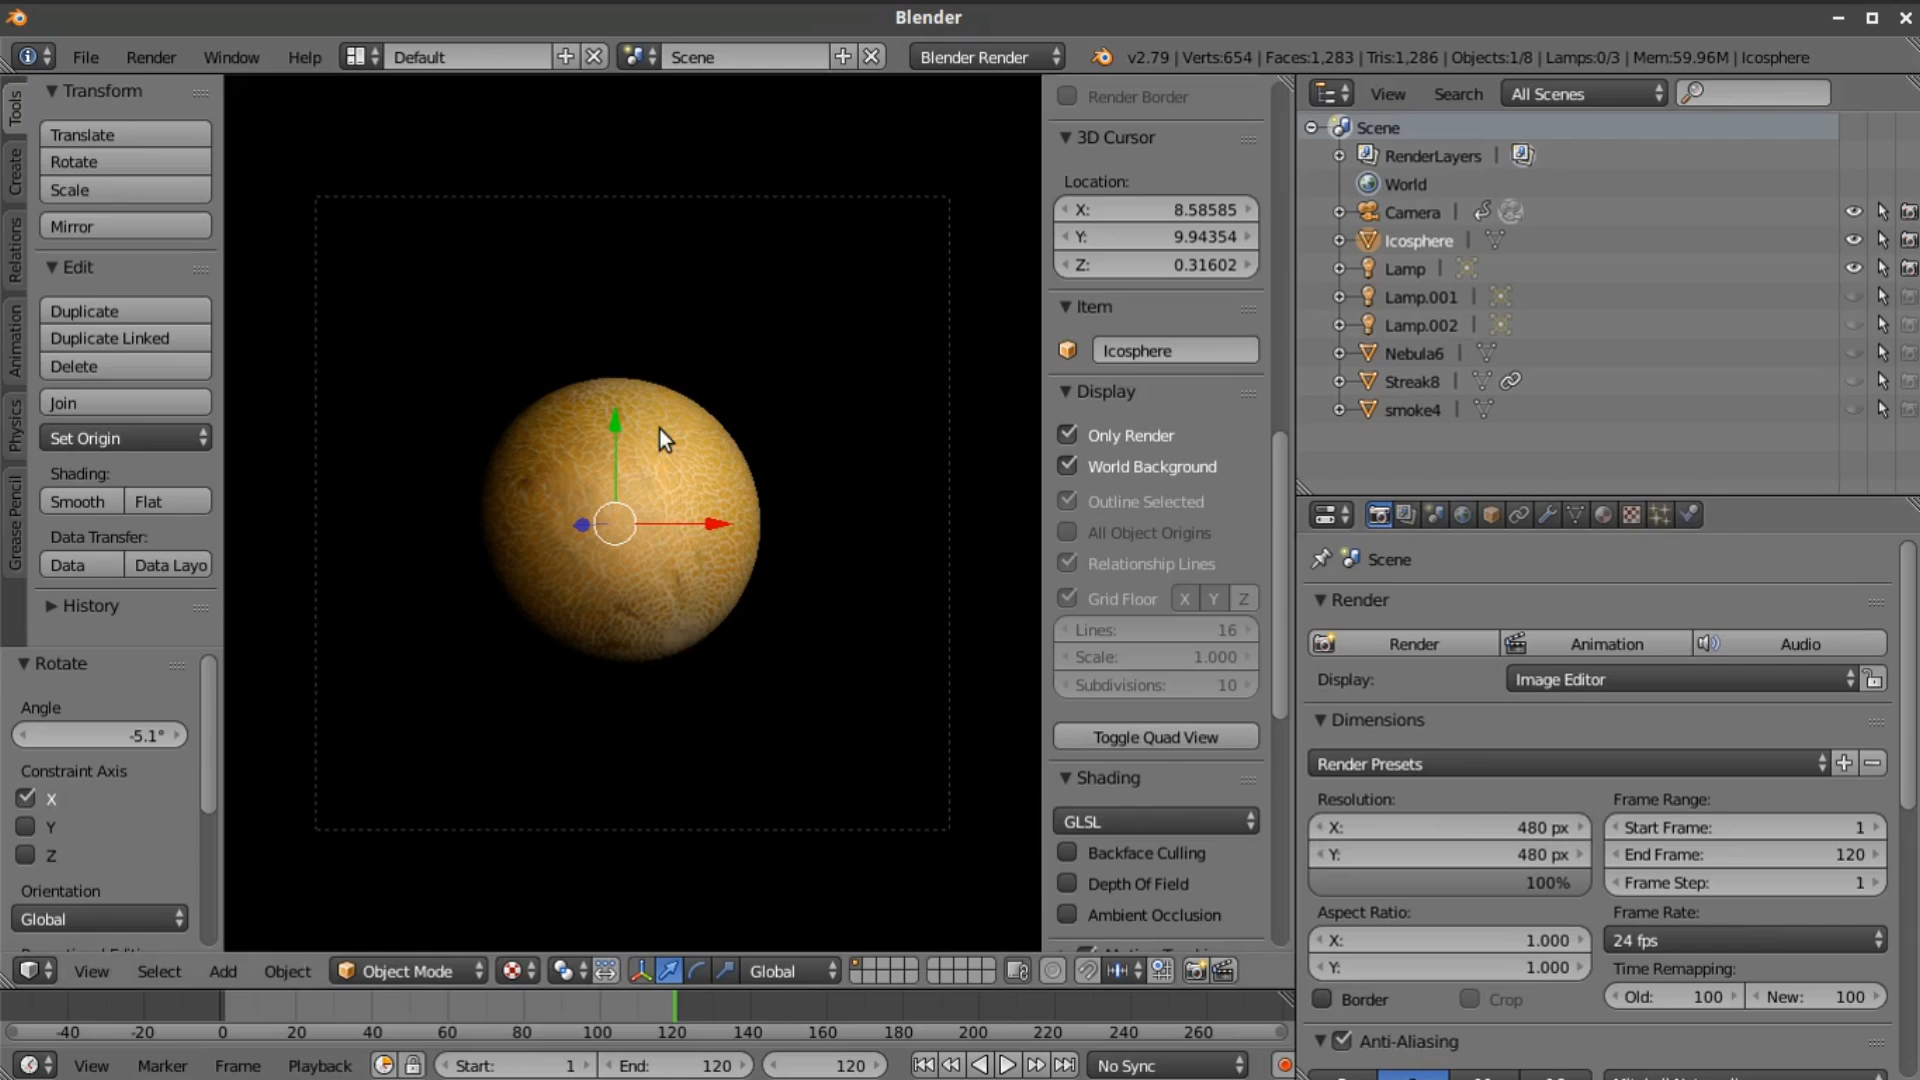 Blender
File Render Window Help Default Scene Blender Render v2.79 | Verts:654 | Faces:1,283 | Tris:1,286 | Objects:1/8 | Lamps:0/3 | Mem:59.96M | Icosphere
Tools
Create
Relations
Animation
Physics
Grease Pencil
Transform
Translate
Rotate
Scale
Mirror
Edit
Duplicate
Duplicate Linked
Delete
Join
Set Origin
Shading:
Smooth Flat
Data Transfer:
Data Data Layo
History
Rotate
Angle
-5.1°
Constraint Axis
X
Y
Z
Orientation
Global
Render Border
3D Cursor
Location:
X: 8.58585
Y: 9.94354
Z: 0.31602
Item
Icosphere
Display
Only Render
World Background
Outline Selected
All Object Origins
Relationship Lines
Grid Floor X Y Z
Lines: 16
Scale: 1.000
Subdivisions: 10
Toggle Quad View
Shading
GLSL
Backface Culling
Depth Of Field
Ambient Occlusion
View Search All Scenes
Scene
RenderLayers
World
Camera
Icosphere
Lamp
Lamp.001
Lamp.002
Nebula6
Streak8
smoke4
Scene
Render
Render Animation Audio
Display: Image Editor
Dimensions
Render Presets
Resolution: Frame Range:
X: 480 px Start Frame: 1
Y: 480 px End Frame: 120
100% Frame Step: 1
Aspect Ratio: Frame Rate:
X: 1.000 24 fps
Y: 1.000 Time Remapping:
Border Crop Old: 100 New: 100
Anti-Aliasing
View Select Add Object Object Mode Global
-40 -20 0 20 40 60 80 100 120 140 160 180 200 220 240 260
View Marker Frame Playback Start: 1 End: 120 120 No Sync